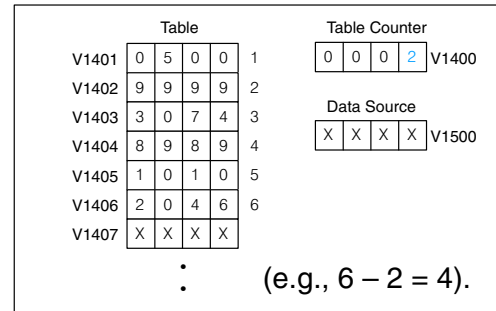 Table Table Counter
V1401 0 5 0 0 1 0 0 0 2 V1400
V1402 9 9 9 9 2
V1403 3 0 7 4 3 Data Source
V1404 8 9 8 9 4 X X X X V1500
V1405 1 0 1 0 5
V1406 2 0 4 6 6
V1407 X X X X
(e.g., 6 – 2 = 4).